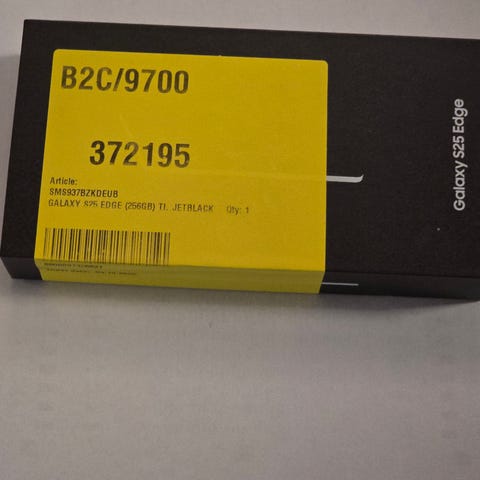 B2C/9700
372195
Article:
SMS937BZKDEUB
GALAXY S25 EDGE (256GB) TI. JETBLACK Qty: 1
Galaxy S25 Edge